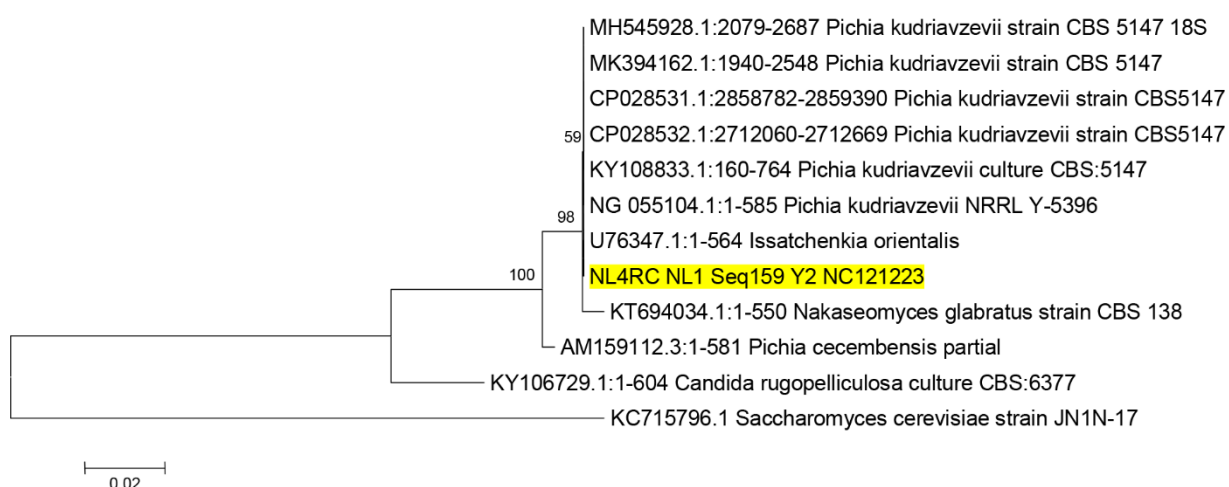 MH545928.1:2079-2687 Pichia kudriavzevii strain CBS 5147 18S
MK394162.1:1940-2548 Pichia kudriavzevii strain CBS 5147
CP028531.1:2858782-2859390 Pichia kudriavzevii strain CBS5147
CP028532.1:2712060-2712669 Pichia kudriavzevii strain CBS5147
59
KY108833.1:160-764 Pichia kudriavzevii culture CBS:5147
NG 055104.1:1-585 Pichia kudriavzevii NRRL Y-5396
98
U76347.1:1-564 Issatchenkia orientalis
NL4RC NL1 Seq159 Y2 NC121223
100
KT694034.1:1-550 Nakaseomyces glabratus strain CBS 138
AM159112.3:1-581 Pichia cecembensis partial
KY106729.1:1-604 Candida rugopelliculosa culture CBS:6377
KC715796.1 Saccharomyces cerevisiae strain JN1N-17
0.02